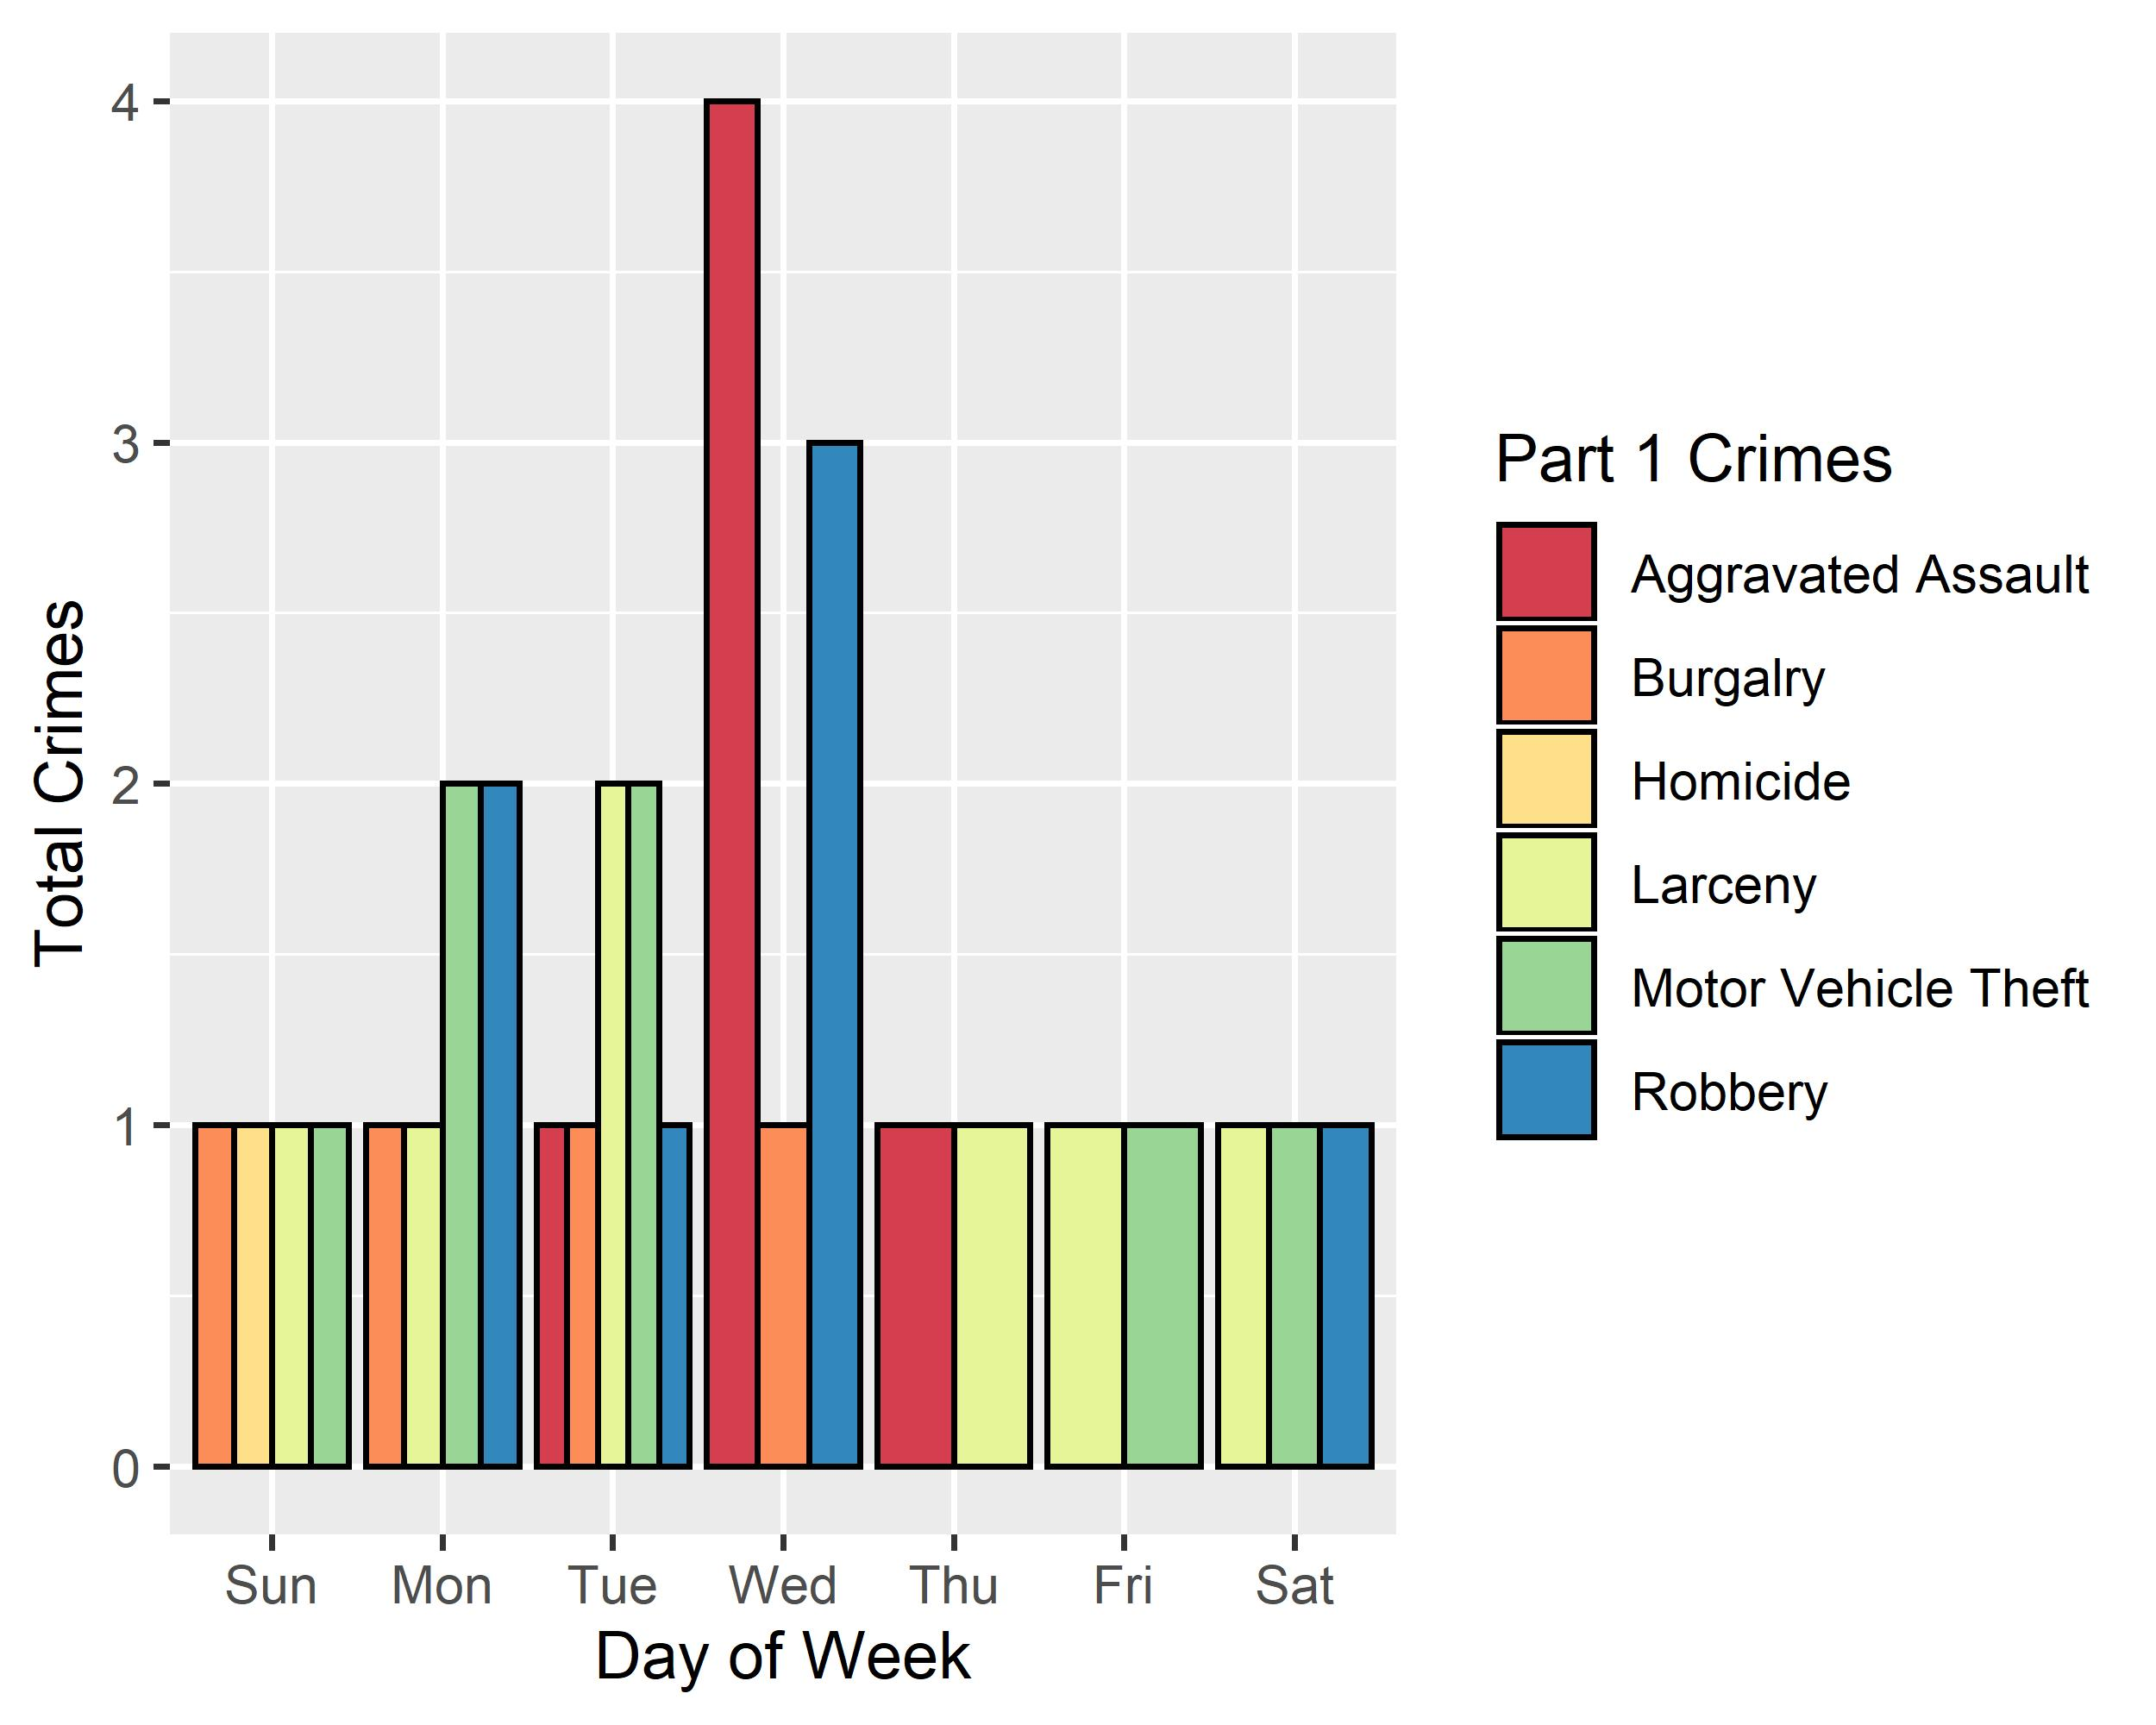 4
3
2
1
0
Total Crimes
Sun Mon Tue Wed Thu Fri Sat
Day of Week
Part 1 Crimes
Aggravated Assault
Burgalry
Homicide
Larceny
Motor Vehicle Theft
Robbery